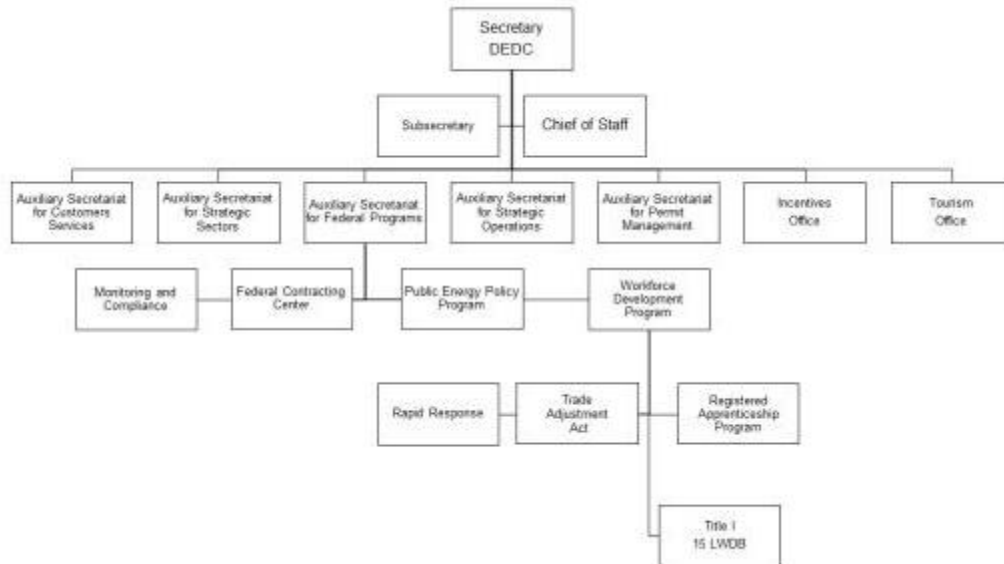 Secretary
DEDC
Subsecretary
Chief of Staff
Auxiliary Secretariat
for Customers
Services
Auxiliary Secretariat
for Strategic
Sectors
Auxiliary Secretariat
for Federal Programs
Auxiliary Secretariat
for Strategic
Operations
Auxiliary Secretariat
for Permit
Management
Incentives
Office
Tourism
Office
Monitoring and
Compliance
Federal Contracting
Center
Public Energy Policy
Program
Workforce
Development
Program
Rapid Response
Trade
Adjustment
Act
Registered
Apprenticeship
Program
Title I
15 LWDB